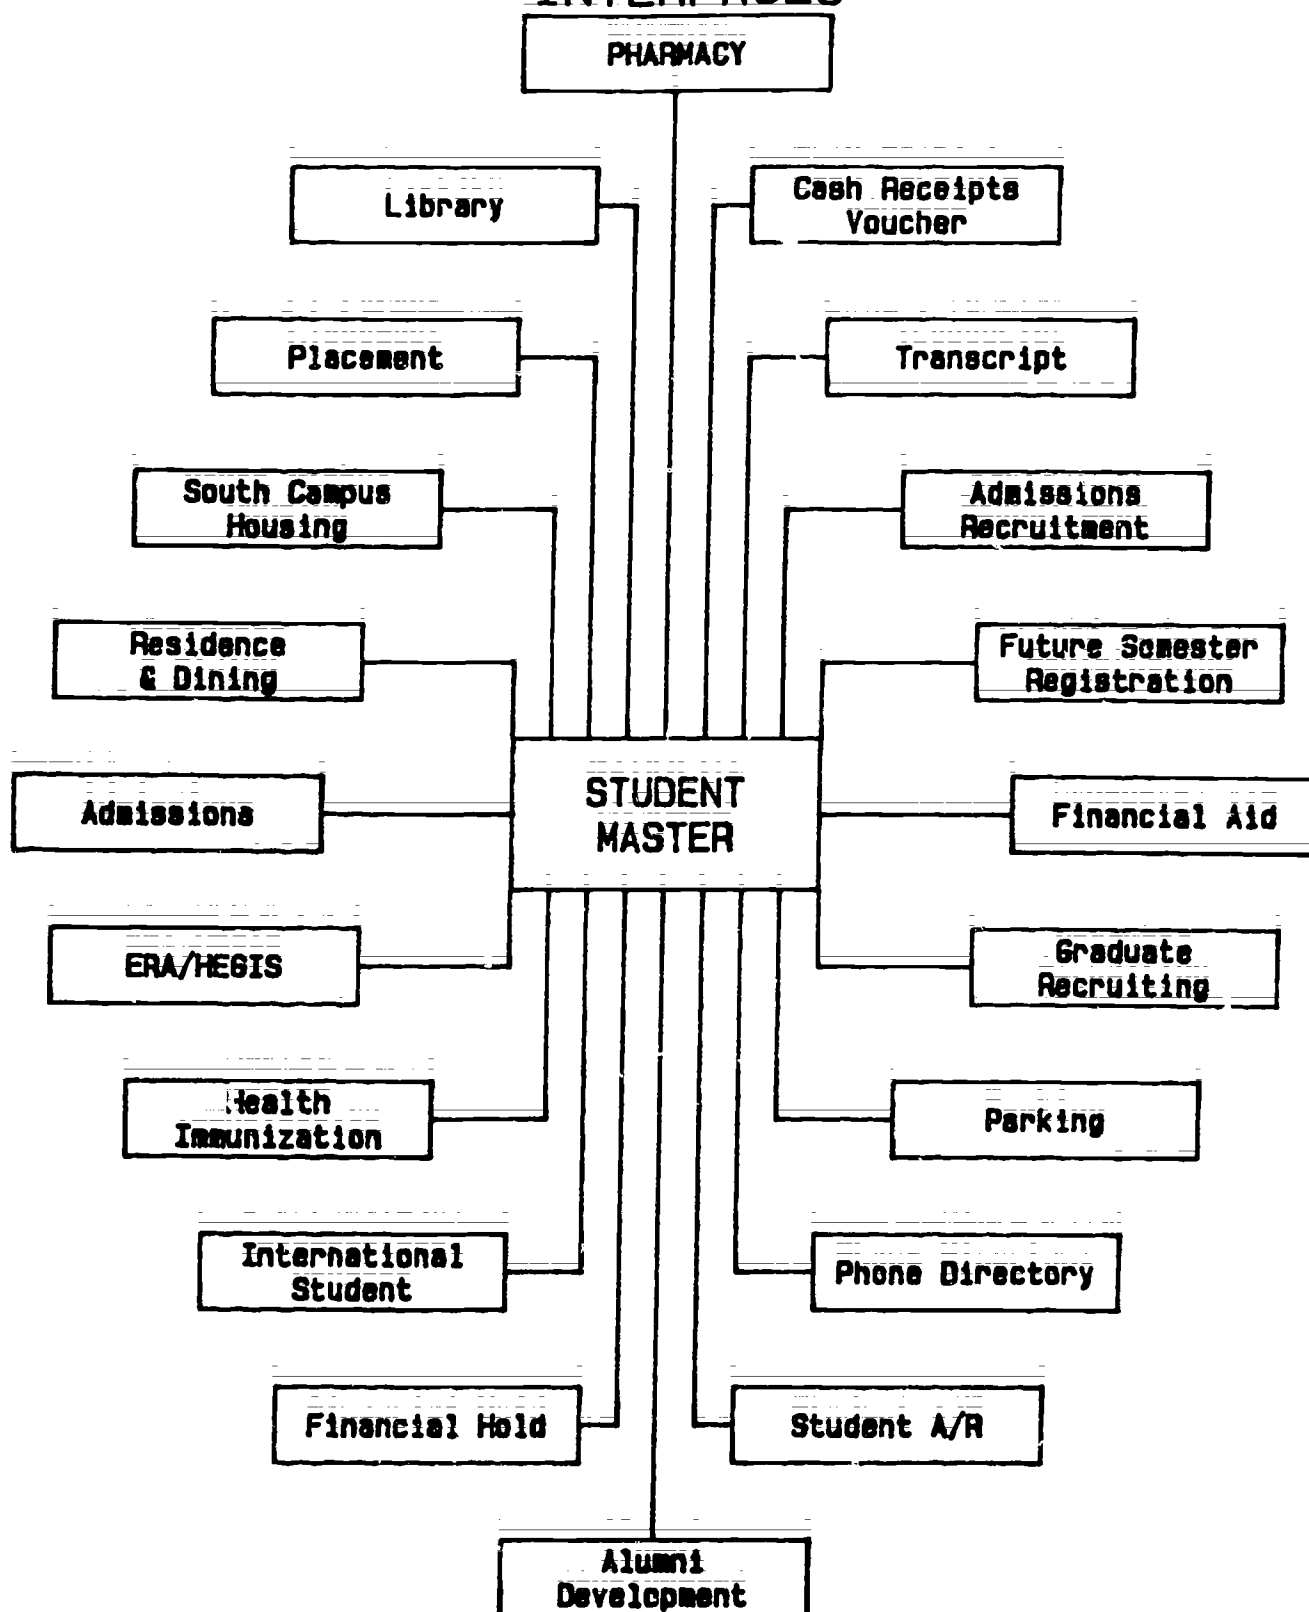 INTERFACES
PHARMACY
Library
Cash Receipts
Voucher
Placement
Transcript
South Campus
Housing
Admissions
Recruitment
Residence
& Dining
Future Semester
Registration
Admissions
STUDENT
MASTER
Financial Aid
ERA/HEGIS
Graduate
Recruiting
Health
Immunization
Parking
International
Student
Phone Directory
Financial Hold
Student A/R
Alumni
Development